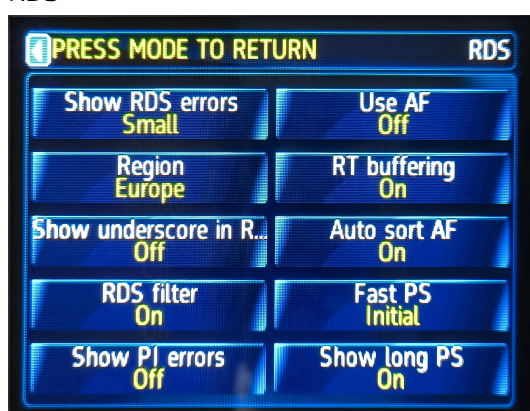 RDS
PRESS MODE TO RETURN
RDS
Show RDS errors
Small
Use AF
Off
Region
Europe
RT buffering
On
Show underscore in R...
Off
Auto sort AF
On
RDS filter
On
Fast PS
Initial
Show PI errors
Off
Show long PS
On